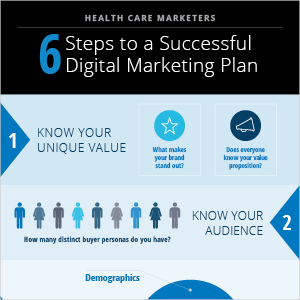 HEALTH CARE MARKETERS
6 Steps to a Successful
Digital Marketing Plan
1
KNOW YOUR
UNIQUE VALUE
What makes
your brand
stand out?
Does everyone
know your value
proposition?
KNOW YOUR
AUDIENCE
2
How many distinct buyer personas do you have?
Demographics